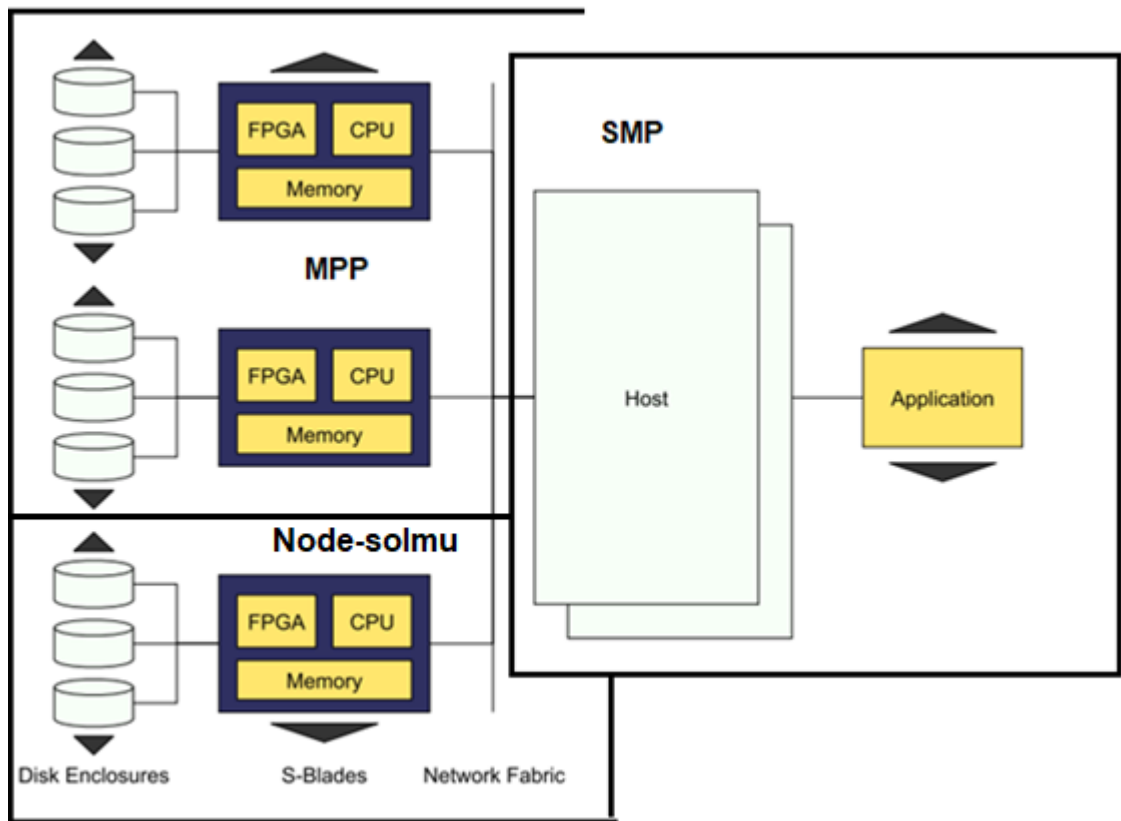 FPGA
CPU
Memory
SMP
MPP
FPGA
CPU
Memory
Host
Application
Node-solmu
FPGA
CPU
Memory
Disk Enclosures
S-Blades
Network Fabric